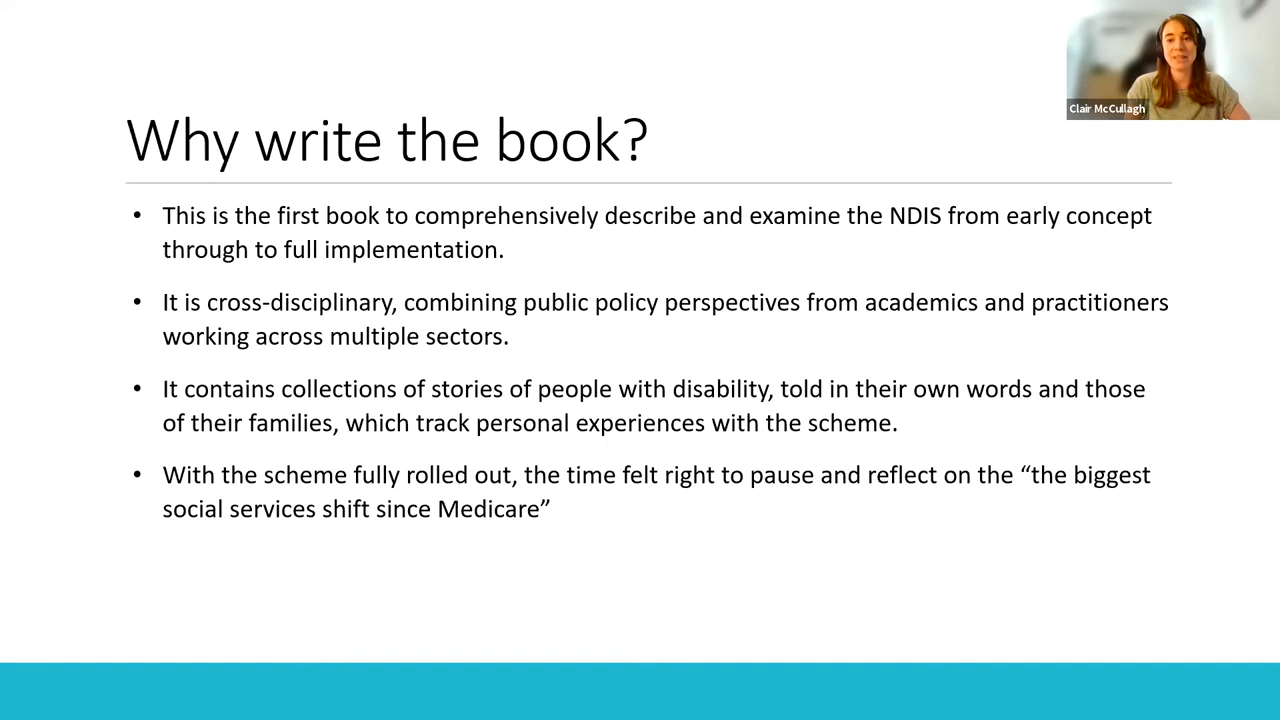 Clair McCullagh
Why write the book?
• This is the first book to comprehensively describe and examine the NDIS from early concept
through to full implementation.
• It is cross-disciplinary, combining public policy perspectives from academics and practitioners
working across multiple sectors.
• It contains collections of stories of people with disability, told in their own words and those
of their families, which track personal experiences with the scheme.
• With the scheme fully rolled out, the time felt right to pause and reflect on the “the biggest
social services shift since Medicare”